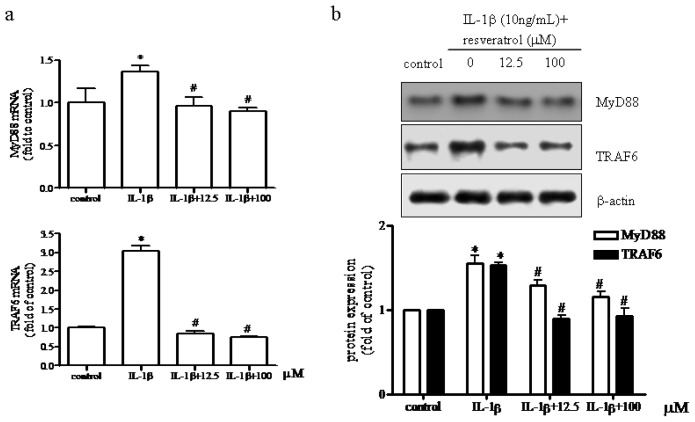 a
MyD88 mRNA
(fold to control)
1.5
1.0
0.5
0.0
*
#
#
control
IL-1β
IL-1β+12.5
IL-1β+100
TRAF6 mRNA
(fold of control)
3.5
3.0
2.5
2.0
1.5
1.0
0.5
0.0
*
#
#
control
IL-1β
IL-1β+12.5
IL-1β+100
μM
b
IL-1β (10ng/mL)+
resveratrol (μM)
control
0
12.5
100
MyD88
TRAF6
β-actin
MyD88
TRAF6
protein expression
(fold of control)
2
1
0
*
*
#
#
#
#
control
IL-1β
IL-1β+12.5
IL-1β+100
μM